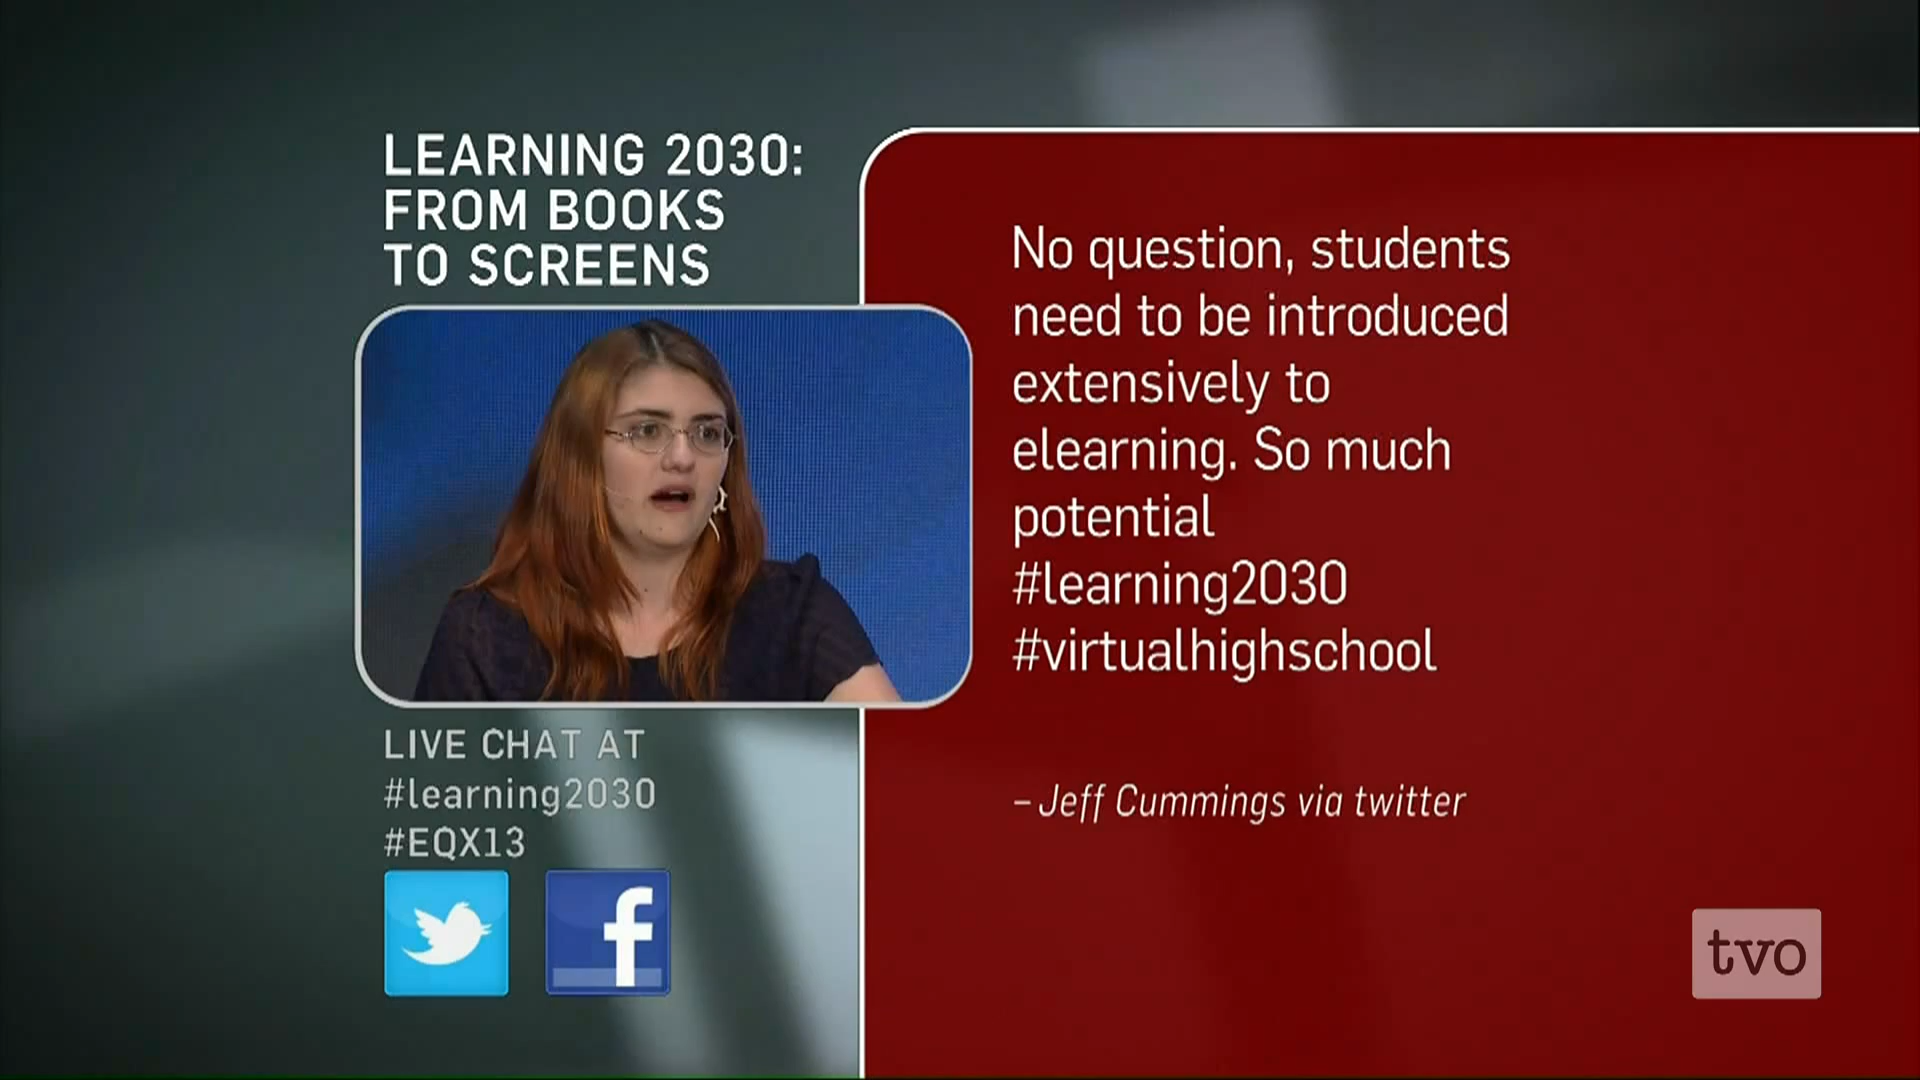 LEARNING 2030:
FROM BOOKS
TO SCREENS
LIVE CHAT AT
#learning2030
#EQX13
No question, students
need to be introduced
extensively to
elearning. So much
potential
#learning2030
#virtualhighschool
– Jeff Cummings via twitter
tvo